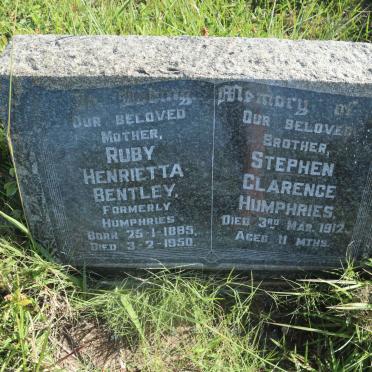 In Loving Memory of
Our beloved
Mother,
Ruby
Henrietta
Bentley,
Formerly
Humphries
Born 25-1-1885,
Died 3-2-1950.
Our beloved
Brother,
Stephen
Clarence
Humphries,
Died 3rd Mar. 1912,
Aged 11 mths.